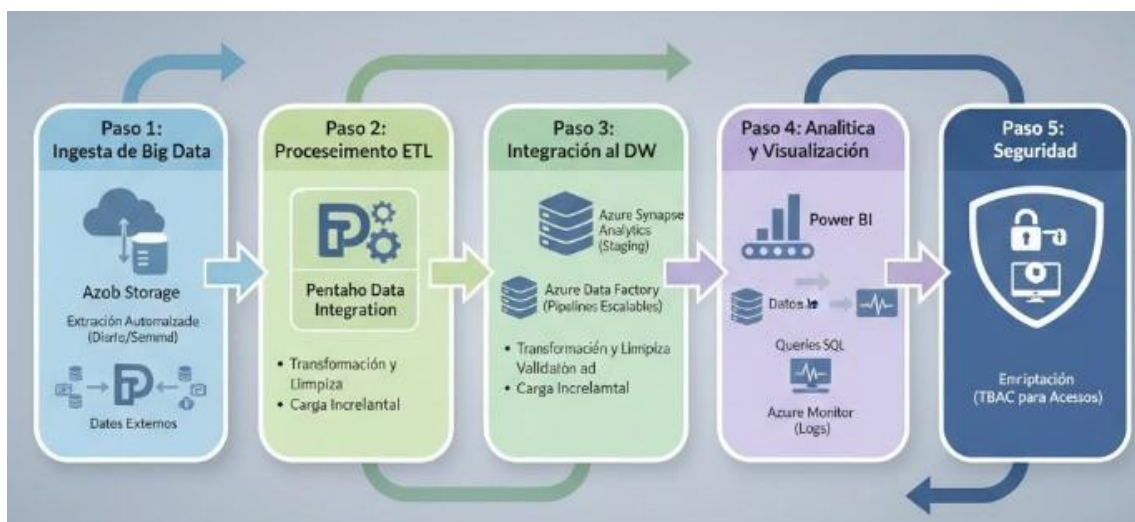 Paso 1:
Ingesta de Big Data
Azob Storage
Extración Automalzade
(Disrlo/Semmd)
Datos Externos
Paso 2:
Proceseimento ETL
Pentaho Data
Integration
• Transformación y
Limpiza
• Carga Increlantal
Paso 3:
Integración al DW
Azure Synapse
Analytics
(Staging)
Azure Data Factory
(Pipelines Escalables)
• Transformación y Limpiza
Validatón ad
• Carga Increlamtal
Paso 4: Analitica
y Visualización
Power BI
Datos
Queries SQL
Azure Monitor
(Logs)
Paso 5:
Seguridad
Enriptación
(TBAC para Acessos)